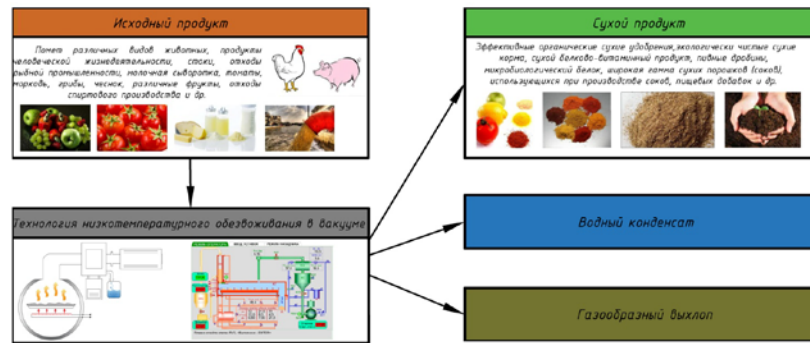 Исходный продукт
Помет различных видов животных, продукты
человеческой жизнедеятельности, стоки, отходы
рыбной промышленности, молочная сыворотка, томаты,
морковь, грибы, чеснок, различные фрукты, отходы
спиртового производства и др.
Сухой продукт
Эффективные органические сухие удобрения,экологически чистые сухие
корма, сухой белково-витаминный продукт, пивные дробины,
микробиологический белок, широкая гамма сухих порошков (соков),
использующихся при производстве соков, пищевых добавок и др.
Технология низкотемпературного обезвоживания в вакууме
Водный конденсат
Газообразный выхлоп